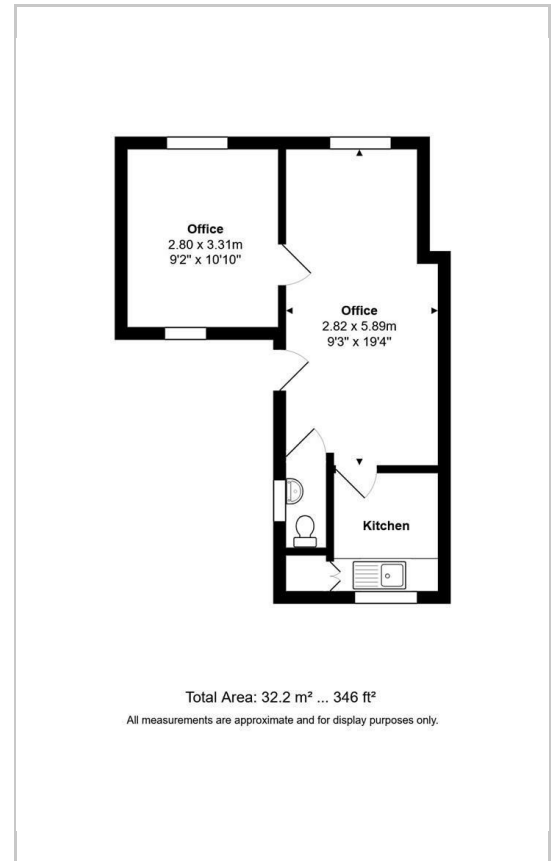 Office
2.80 x 3.31m
9'2" x 10'10"
Office
2.82 x 5.89m
9'3" x 19'4"
Kitchen
Total Area: 32.2 m² ... 346 ft²
All measurements are approximate and for display purposes only.